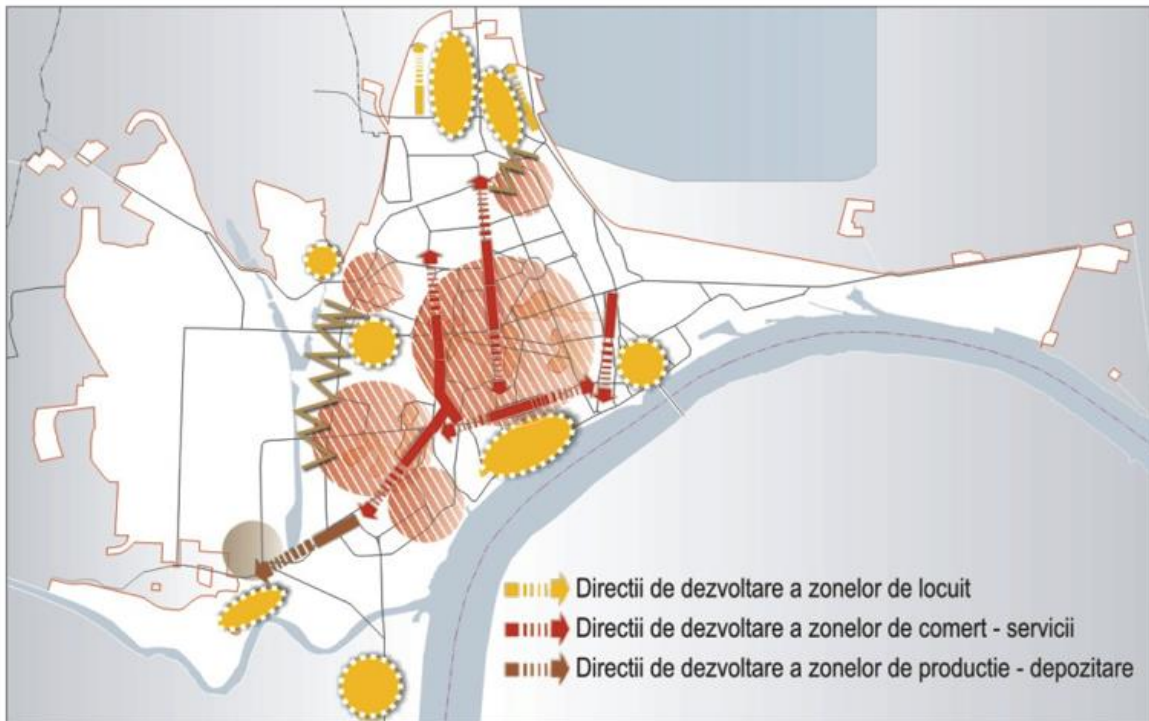 Directii de dezvoltare a zonelor de locuit
Directii de dezvoltare a zonelor de comert - servicii
Directii de dezvoltare a zonelor de productie - depozitare